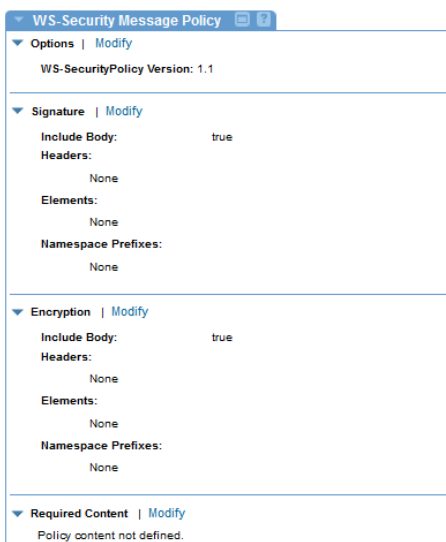 WS-Security Message Policy
Options | Modify
WS-SecurityPolicy Version: 1.1
Signature | Modify
Include Body: true
Headers:
None
Elements:
None
Namespace Prefixes:
None
Encryption | Modify
Include Body: true
Headers:
None
Elements:
None
Namespace Prefixes:
None
Required Content | Modify
Policy content not defined.